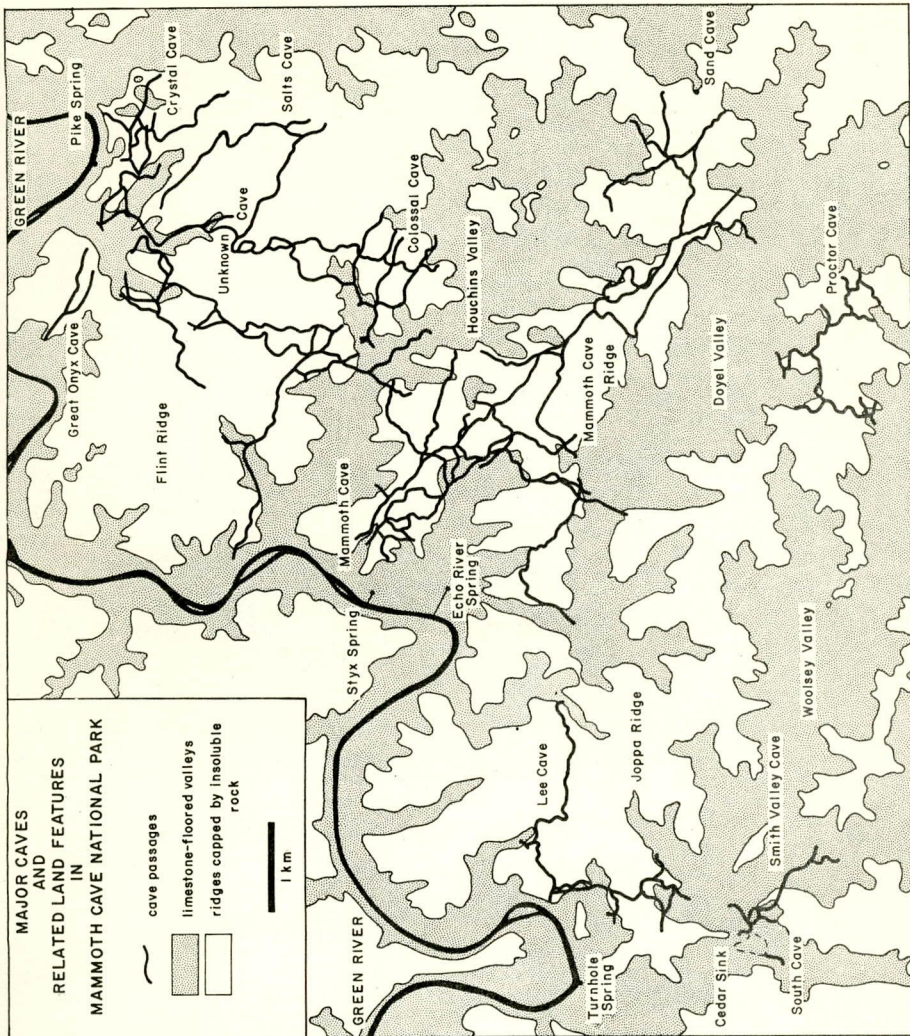 MAJOR CAVES
AND
RELATED LAND FEATURES
IN
MAMMOTH CAVE NATIONAL PARK
cave passages
limestone-floored valleys
ridges capped by insoluble
rock
1 km
GREEN RIVER
Pike Spring
Crystal Cave
Salts Cave
Great Onyx Cave
Unknown
Cave
Colossal Cave
Flint Ridge
Houchins Valley
Sand Cave
Mammoth Cave
Mammoth Cave
Ridge
Doyel Valley
Proctor Cave
Styx Spring
Echo River
Spring
Woolsey Valley
Lee Cave
Joppa Ridge
Smith Valley Cave
GREEN RIVER
Turnhole
Spring
Cedar Sink
South Cave